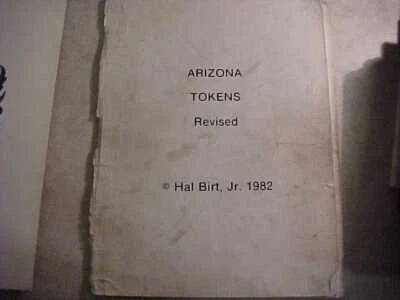 ARIZONA
TOKENS
Revised
© Hal Birt, Jr. 1982